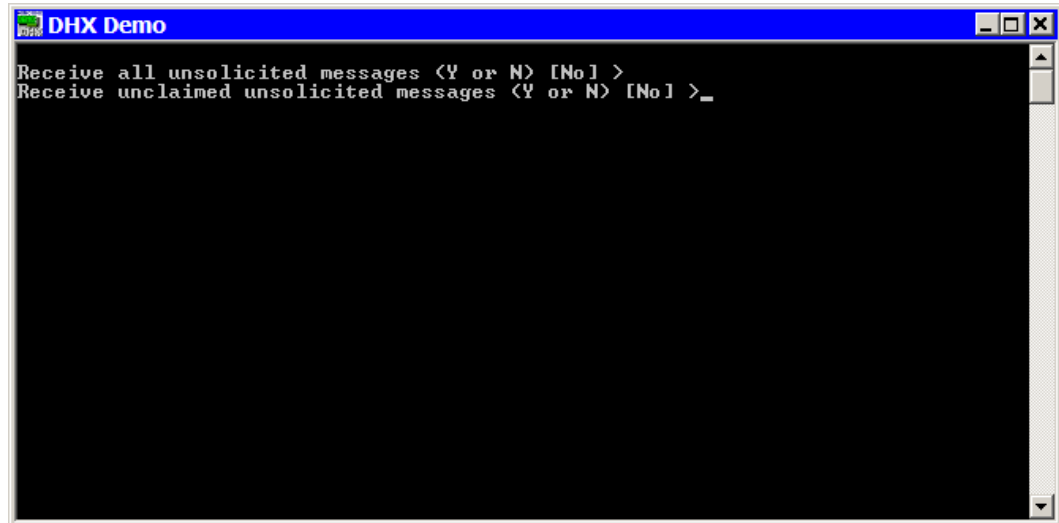 DHX Demo
Receive all unsolicited messages (Y or N) [No] >
Receive unclaimed unsolicited messages (Y or N) [No] >_